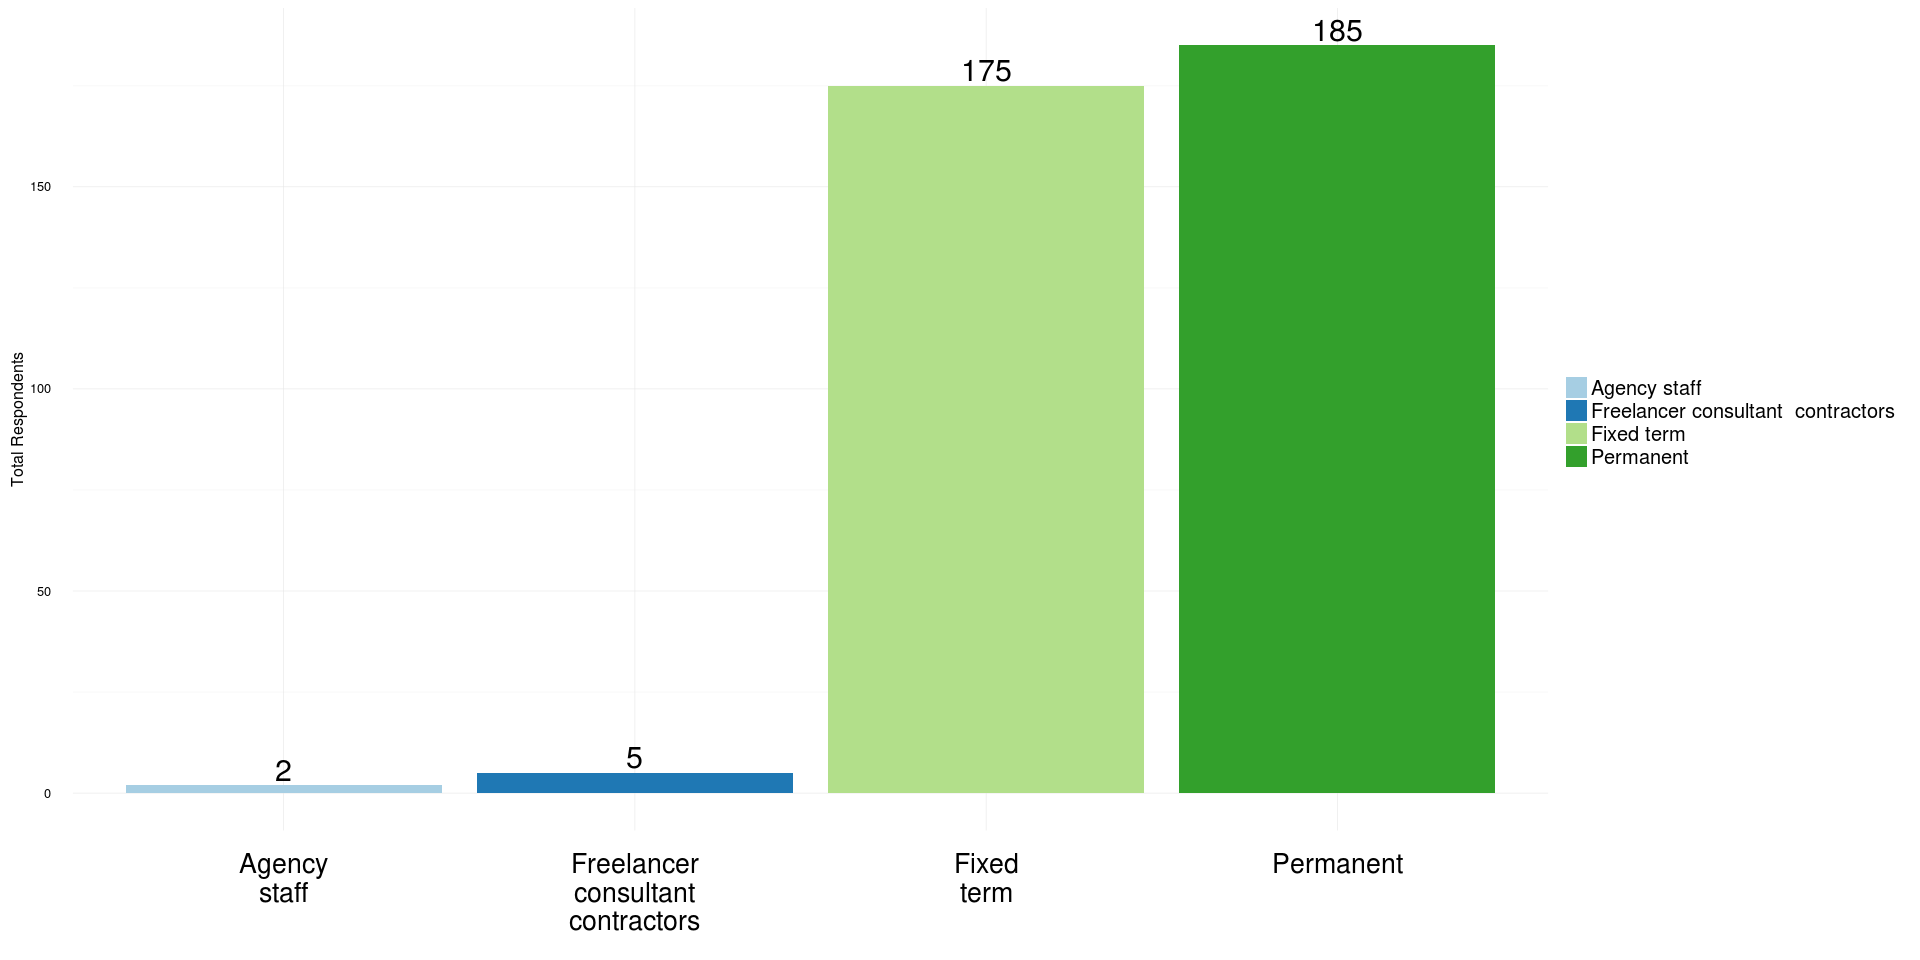 185
175
150
Total Respondents
100
50
5
2
0
Agency
staff
Freelancer
consultant
contractors
Fixed
term
Permanent
Agency staff
Freelancer consultant  contractors
Fixed term
Permanent